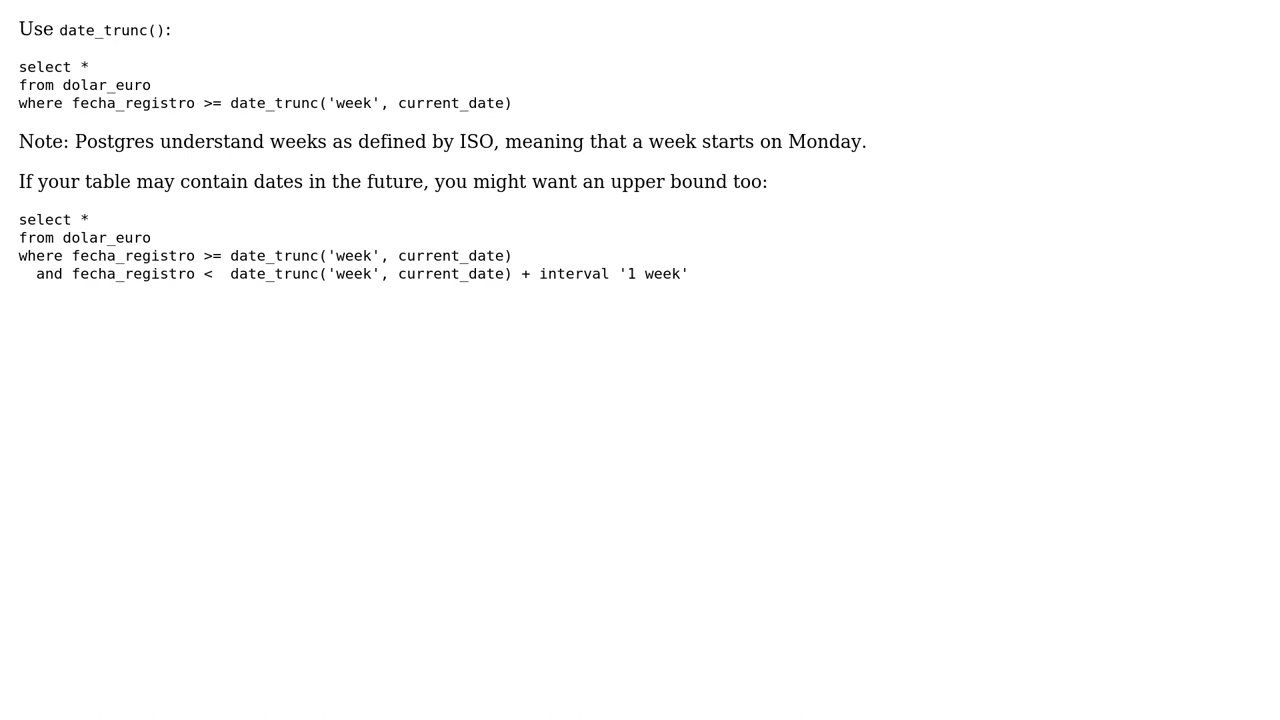 Use date_trunc():
select *
from dolar_euro
where fecha_registro >= date_trunc('week', current_date)
Note: Postgres understand weeks as defined by ISO, meaning that a week starts on Monday.
If your table may contain dates in the future, you might want an upper bound too:
select *
from dolar_euro
where fecha_registro >= date_trunc('week', current_date)
  and fecha_registro <  date_trunc('week', current_date) + interval '1 week'